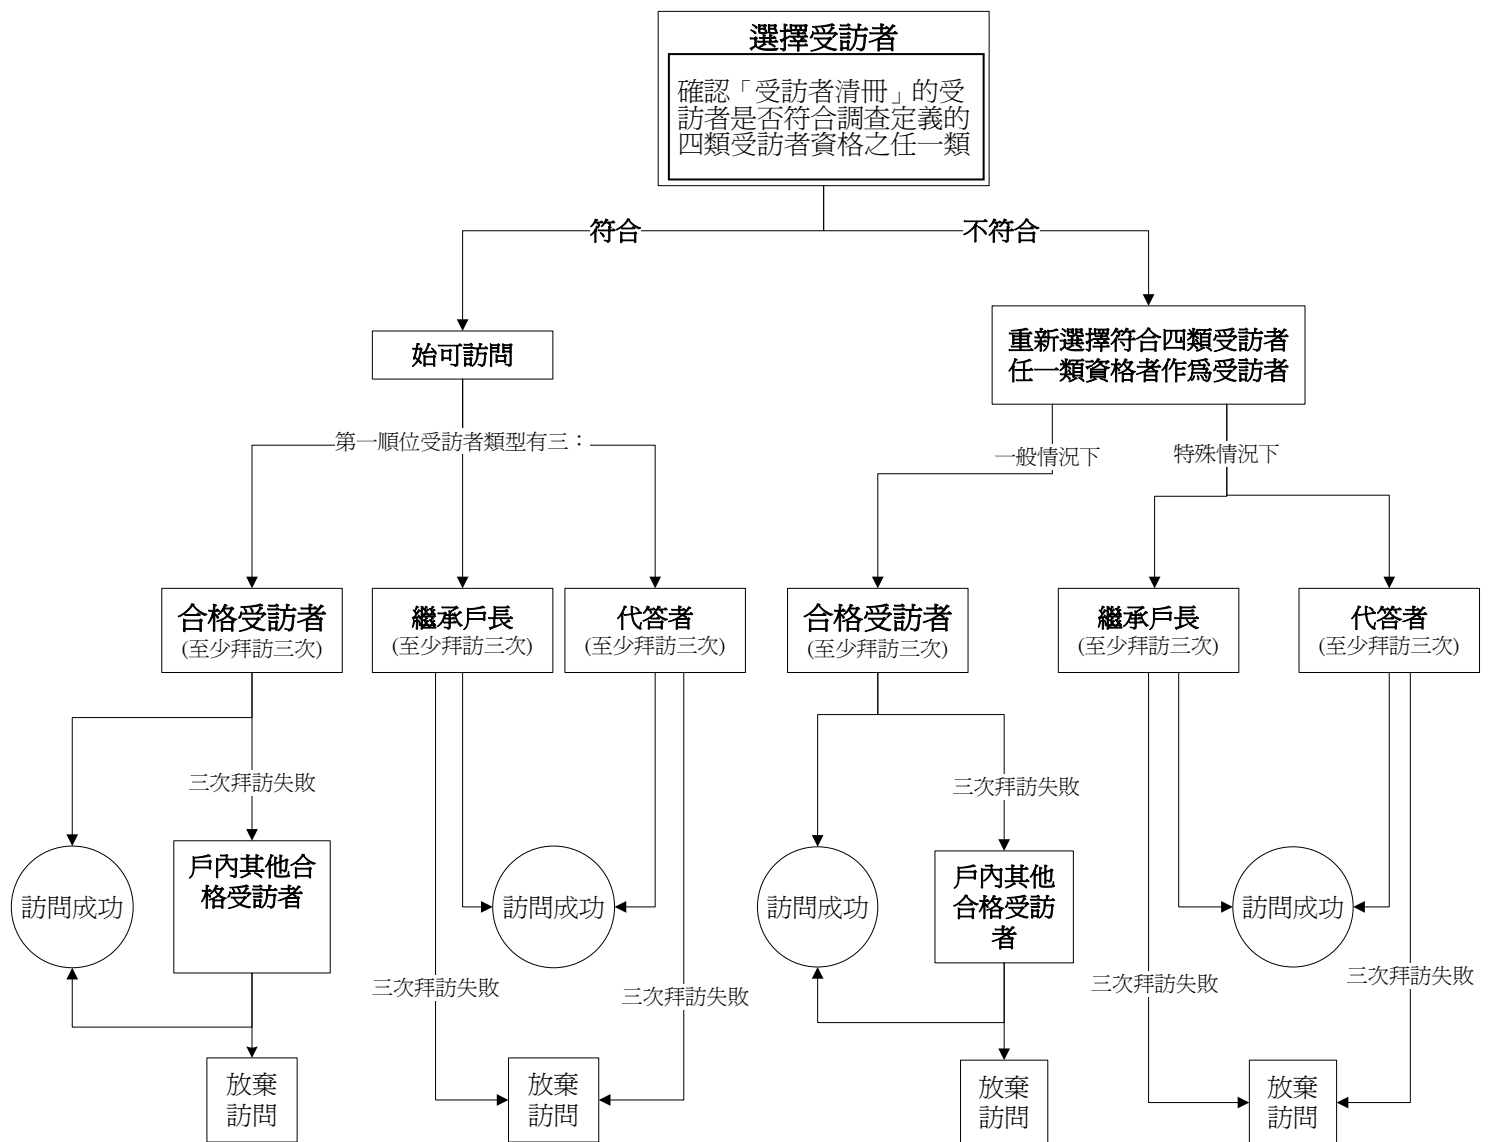 選擇受訪者
確認「受訪者清冊」的受
訪者是否符合調查定義的
四類受訪者資格之任一類
符合
不符合
始可訪問
重新選擇符合四類受訪者
任一類資格者作爲受訪者
第一順位受訪者類型有三：
一般情況下
特殊情況下
合格受訪者
(至少拜訪三次)
繼承戶長
(至少拜訪三次)
代答者
(至少拜訪三次)
合格受訪者
(至少拜訪三次)
繼承戶長
(至少拜訪三次)
代答者
(至少拜訪三次)
三次拜訪失敗
三次拜訪失敗
訪問成功
戶內其他合
格受訪者
訪問成功
訪問成功
戶內其他
合格受訪
者
訪問成功
三次拜訪失敗
三次拜訪失敗
三次拜訪失敗
三次拜訪失敗
放棄
訪問
放棄
訪問
放棄
訪問
放棄
訪問